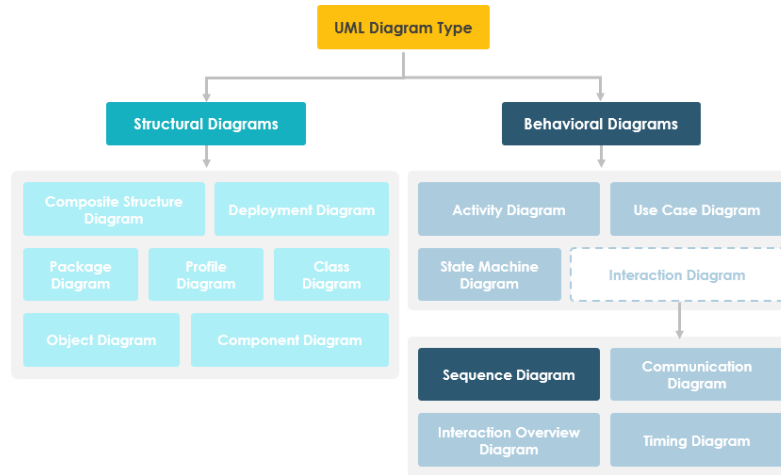 UML Diagram Type
Structural Diagrams
Behavioral Diagrams
Composite Structure
Diagram
Deployment Diagram
Package
Diagram
Profile
Diagram
Class
Diagram
Object Diagram
Component Diagram
Activity Diagram
Use Case Diagram
State Machine
Diagram
Interaction Diagram
Sequence Diagram
Communication
Diagram
Interaction Overview
Diagram
Timing Diagram